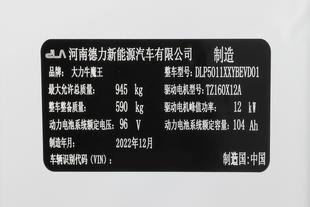 DLA 河南德力新能源汽车有限公司 制造
品牌: 大力牛魔王 整车型号: DLP5011XXYBEVD01
最大允许总质量: 945 kg 驱动电机型号: TZ160X12A
整车整备质量: 590 kg 驱动电机峰值功率: 12 kW
动力电池系统额定电压: 96 V 动力电池系统额定容量: 104 Ah
制造年月: 2022年12月
车辆识别代号（VIN）: 制造国: 中国